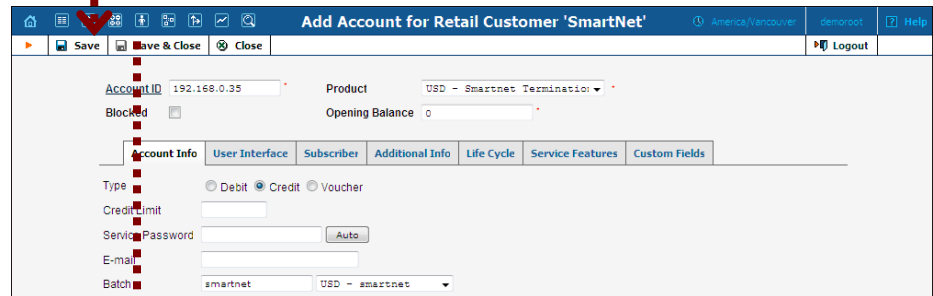 Add Account for Retail Customer 'SmartNet' America/Vancouver demoroot Help
Save Save & Close Close Logout
Account ID 192.168.0.35 * Product USD - Smartnet Termination *
Blocked Opening Balance 0 *
Account Info User Interface Subscriber Additional Info Life Cycle Service Features Custom Fields
Type Debit Credit Voucher
Credit Limit
Service Password Auto
E-mail
Batch smartnet USD - smartnet